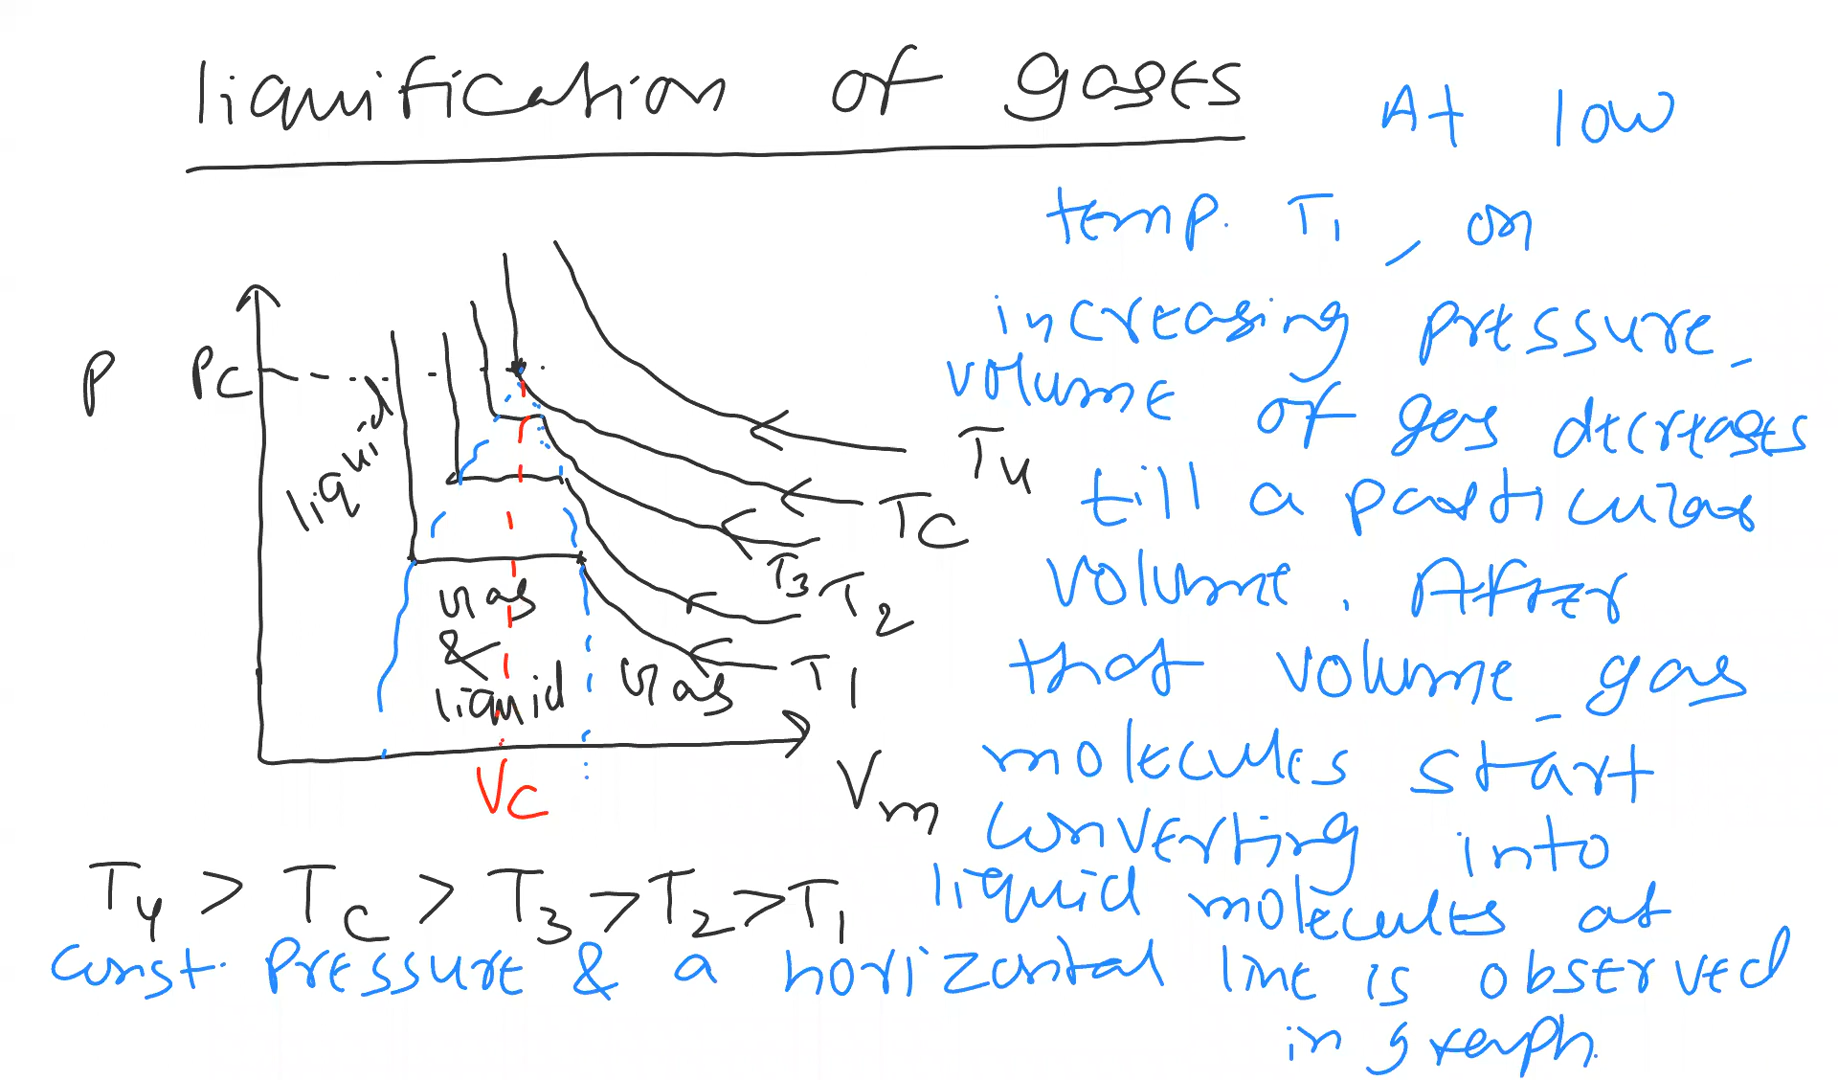 liquification of gases
At low
temp. T1, on
increasing pressure,
volume of gas decreases
till a particular
volume. After
that volume, gas
molecules start
converting into
liquid molecules at
const. pressure & a horizontal line is observed
in graph.
P
PC
liquid
Gas
&
liquid
Gas
T4
TC
T3
T2
T1
VC
Vm
T4 > TC > T3 > T2 > T1